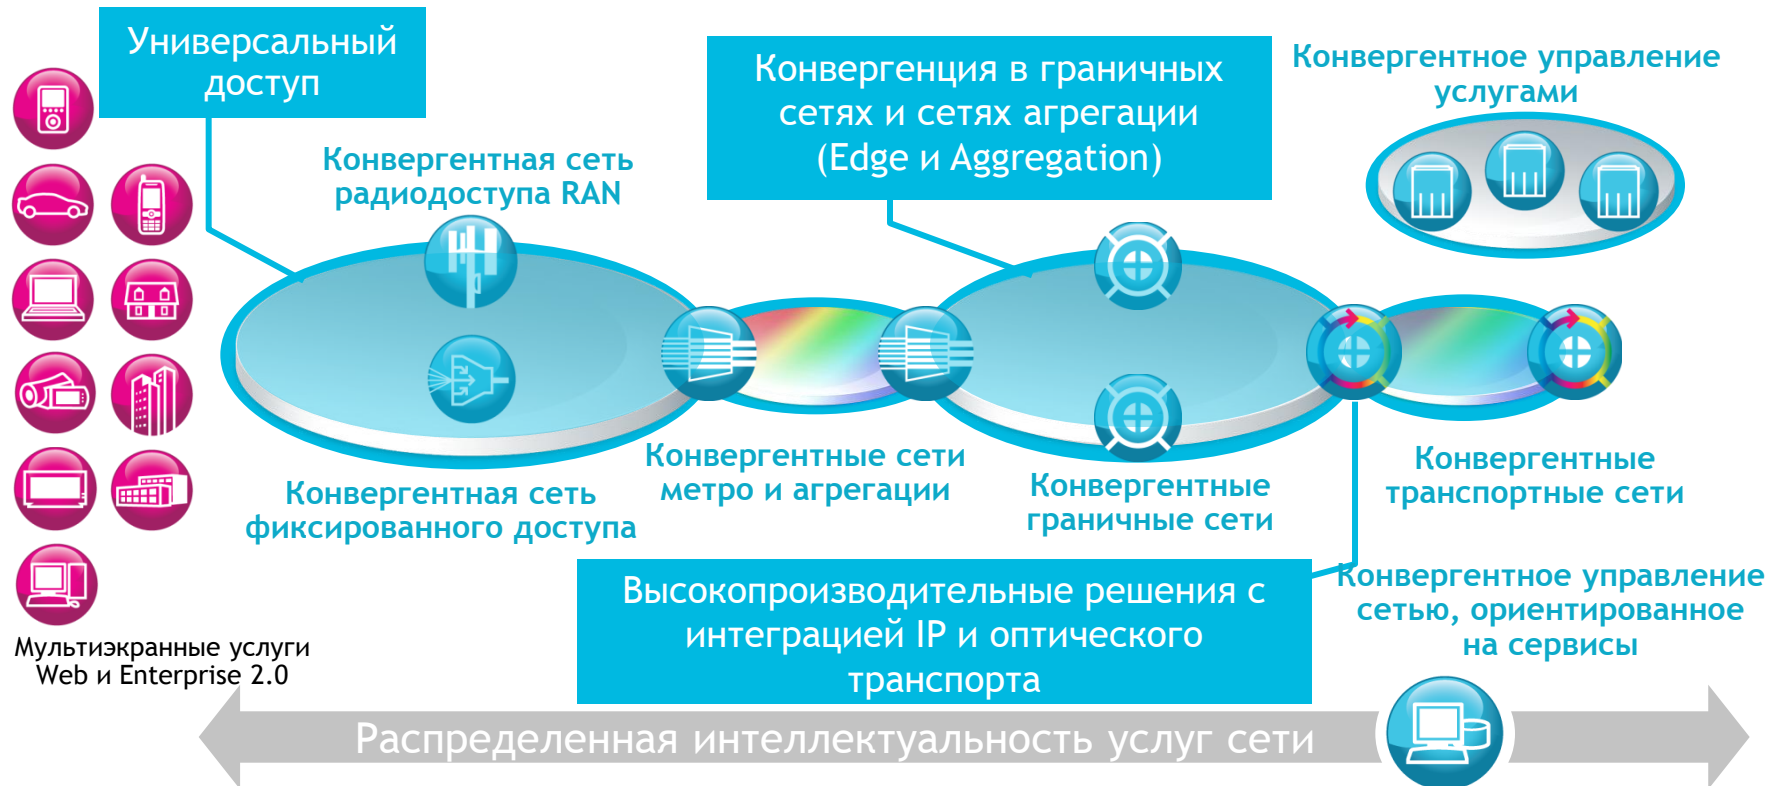 Универсальный
доступ
Конвергенция в граничных
сетях и сетях агрегации
(Edge и Aggregation)
Конвергентное управление
услугами
Конвергентная сеть
радиодоступа RAN
Конвергентные сети
метро и агрегации
Конвергентная сеть
фиксированного доступа
Конвергентные
граничные сети
Конвергентные
транспортные сети
Высокопроизводительные решения с
интеграцией IP и оптического
транспорта
Конвергентное управление
сетью, ориентированное
на сервисы
Мультиэкранные услуги
Web и Enterprise 2.0
Распределенная интеллектуальность услуг сети